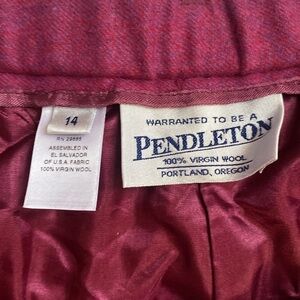 14
RN 29685
ASSEMBLED IN
EL SALVADOR
OF U.S.A. FABRIC
100% VIRGIN WOOL
WARRANTED TO BE A
PENDLETON
100% VIRGIN WOOL
PORTLAND, OREGON